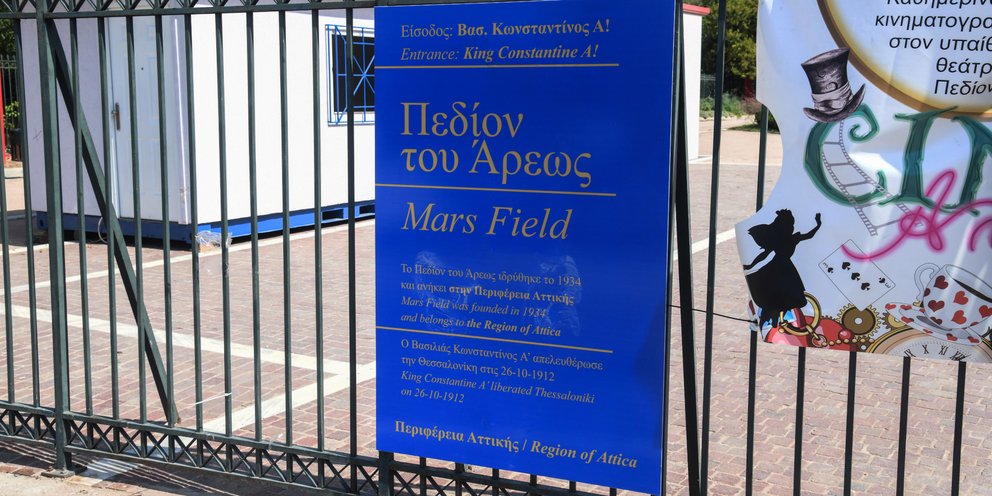 Είσοδος: Βασ. Κωνσταντίνος Α!
Entrance: King Constantine A!
Πεδίον
του Άρεως
Mars Field
Το Πεδίον του Άρεως ιδρύθηκε το 1934
και ανήκει στην Περιφέρεια Αττικής
Mars Field was founded in 1934
and belongs to the Region of Attica
Ο Βασιλιάς Κωνσταντίνος Α' απελευθέρωσε
την Θεσσαλονίκη στις 26-10-1912
King Constantine A' liberated Thessaloniki
on 26-10-1912
Περιφέρεια Αττικής / Region of Attica
κινηματογρα
στον υπαίθ
θεάτρ
Πεδίον
CIN